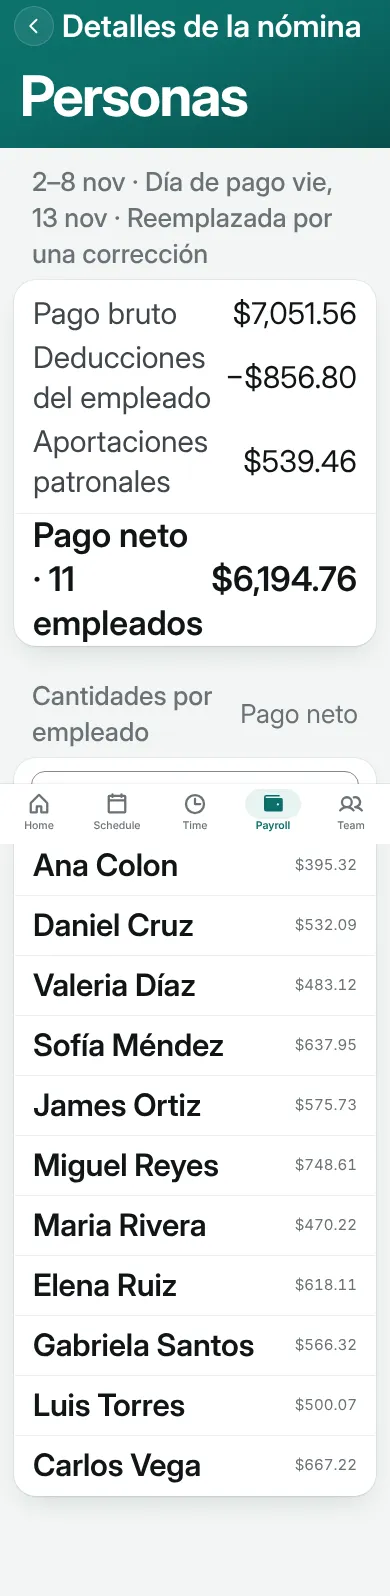 Detalles de la nómina
Personas
2–8 nov · Día de pago vie,
13 nov · Reemplazada por
una corrección
Pago bruto $7,051.56
Deducciones
del empleado −$856.80
Aportaciones
patronales $539.46
Pago neto
· 11
empleados $6,194.76
Cantidades por
empleado Pago neto
Home Schedule Time Payroll Team
Ana Colon $395.32
Daniel Cruz $532.09
Valeria Díaz $483.12
Sofía Méndez $637.95
James Ortiz $575.73
Miguel Reyes $748.61
Maria Rivera $470.22
Elena Ruiz $618.11
Gabriela Santos $566.32
Luis Torres $500.07
Carlos Vega $667.22